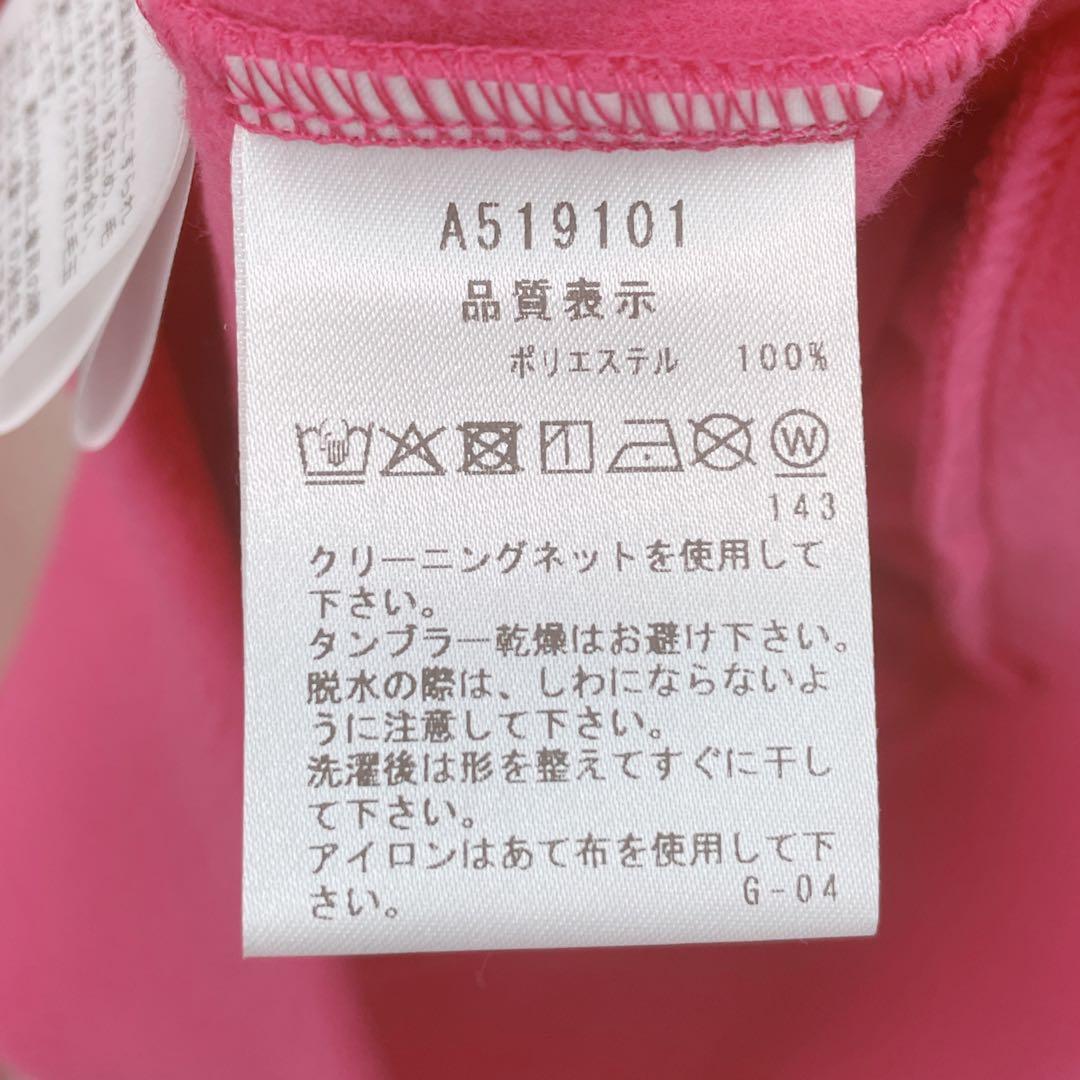 A519101
品質表示
ポリエステル 100%
W
143
クリーニングネットを使用して
下さい。
タンブラー乾燥はお避け下さい。
脱水の際は、しわにならないよ
うに注意して下さい。
洗濯後は形を整えてすぐに干し
て下さい。
アイロンはあて布を使用して下
さい。
G-04